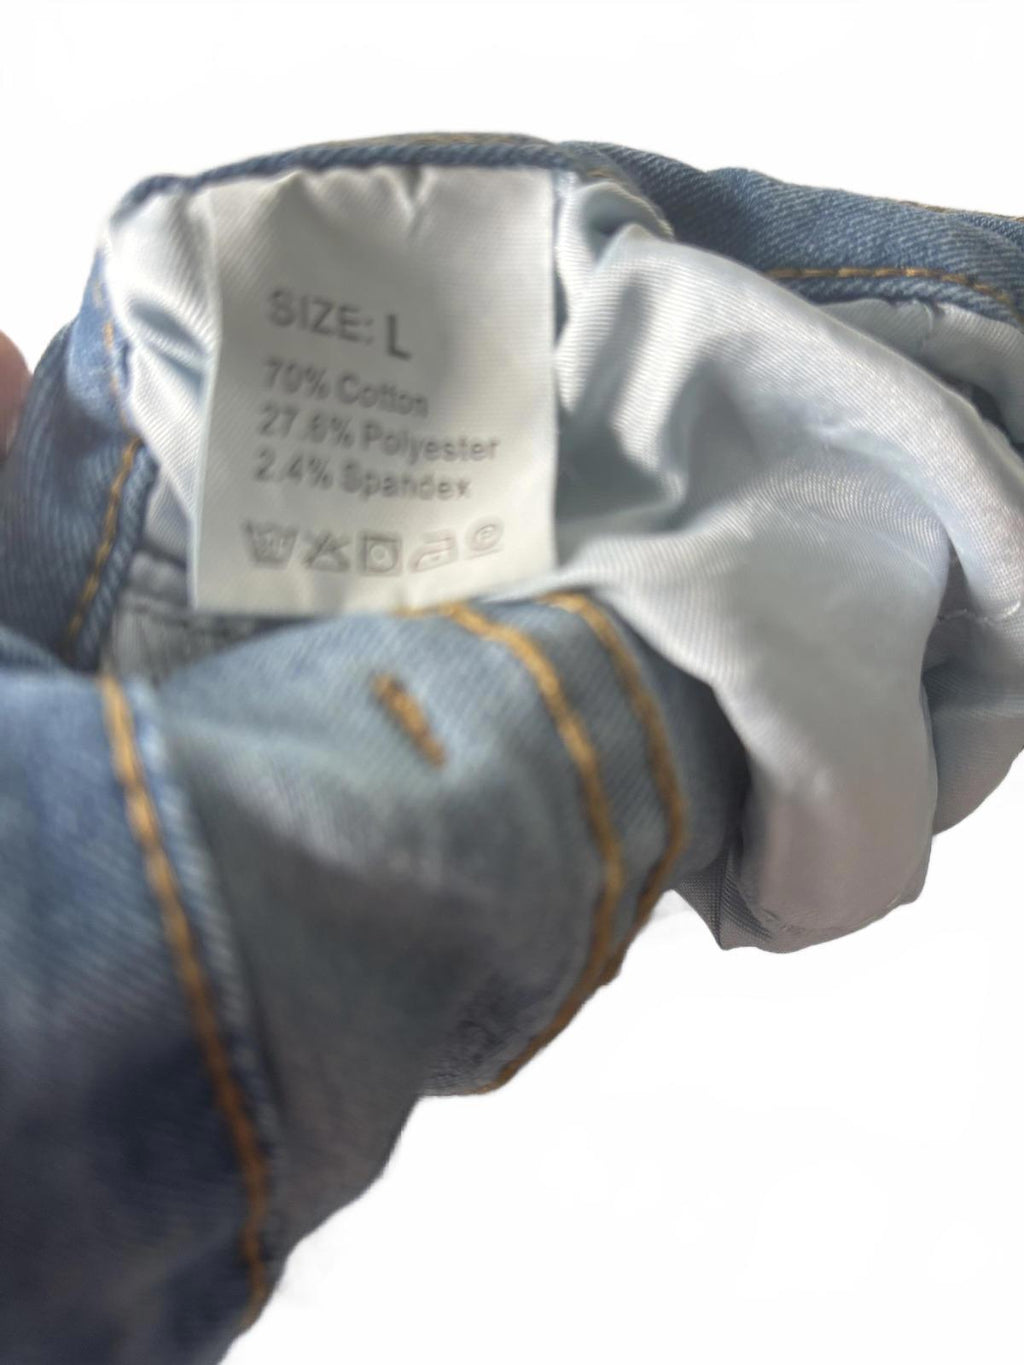 SIZE: L
70% Cotton
27.6% Polyester
2.4% Spandex